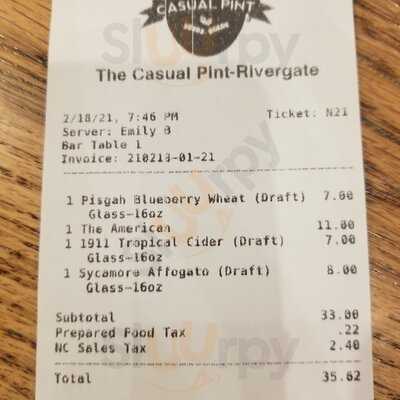 CASUAL PINT
The Casual Pint-Rivergate
2/18/21, 7:46 PM Ticket: N21
Server: Emily B
Bar Table 1
Invoice: 210218-01-21
1 Pisgah Blueberry Wheat (Draft) 7.00
Glass-16oz
1 The American 11.00
1 1911 Tropical Cider (Draft) 7.00
Glass-16oz
1 Sycamore Affogato (Draft) 8.00
Glass-16oz
Subtotal 33.00
Prepared Food Tax .22
NC Sales Tax 2.40
Total 35.62
Slurpy
Slurpy
Slurpy